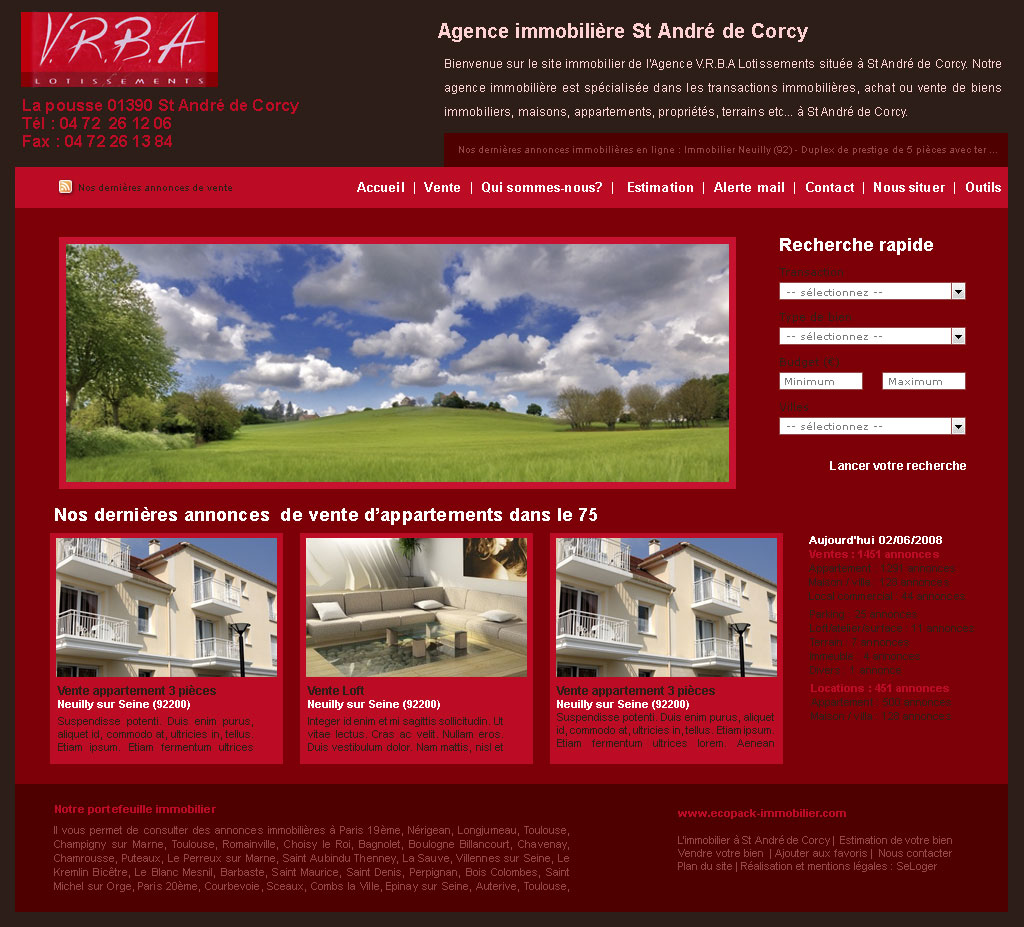 V.R.B.A.
LOTISSEMENTS
La pousse 01390 St André de Corcy
Tél : 04 72 26 12 06
Fax : 04 72 26 13 84
Agence immobilière St André de Corcy
Bienvenue sur le site immobilier de l'Agence V.R.B.A Lotissements située à St André de Corcy. Notre
agence immobilière est spécialisée dans les transactions immobilières, achat ou vente de biens
immobiliers, maisons, appartements, propriétés, terrains etc... à St André de Corcy.
Nos dernières annonces immobilières en ligne : Immobilier Neuilly (92) - Duplex de prestige de 5 pièces avec ter ...
Nos dernières annonces de vente
Accueil | Vente | Qui sommes-nous? | Estimation | Alerte mail | Contact | Nous situer | Outils
Recherche rapide
-- sélectionnez --
-- sélectionnez --
Minimum Maximum
-- sélectionnez --
Lancer votre recherche
Nos dernières annonces de vente d'appartements dans le 75
Vente appartement 3 pièces
Neuilly sur Seine (92200)
Suspendisse potenti. Duis enim purus,
aliquet id, commodo at, ultricies in, tellus.
Etiam ipsum. Etiam fermentum ultrices
Vente Loft
Neuilly sur Seine (92200)
Integer id enim et mi sagittis sollicitudin. Ut
vitae lectus. Cras ac velit. Nullam eros.
Duis vestibulum dolor. Nam mattis, nisl et
Vente appartement 3 pièces
Neuilly sur Seine (92200)
Suspendisse potenti. Duis enim purus, aliquet
id, commodo at, ultricies in, tellus. Etiam ipsum.
Etiam fermentum ultrices lorem. Aenean
Aujourd'hui 02/06/2008
Ventes : 1451 annonces
Locations : 451 annonces
Notre portefeuille immobilier
Il vous permet de consulter des annonces immobilières à Paris 19ème, Nérigean, Longjumeau, Toulouse,
Champigny sur Marne, Toulouse, Romainville, Choisy le Roi, Bagnolet, Boulogne Billancourt, Chavenay,
Chamrousse, Puteaux, Le Perreux sur Marne, Saint Aubindu Thenney, La Sauve, Villennes sur Seine, Le
Kremlin Bicêtre, Le Blanc Mesnil, Barbaste, Saint Maurice, Saint Denis, Perpignan, Bois Colombes, Saint
Michel sur Orge, Paris 20ème, Courbevoie, Sceaux, Combs la Ville, Epinay sur Seine, Auterive, Toulouse,
www.ecopack-immobilier.com
L'immobilier à St André de Corcy | Estimation de votre bien
Vendre votre bien | Ajouter aux favoris | Nous contacter
Plan du site | Réalisation et mentions légales : SeLoger